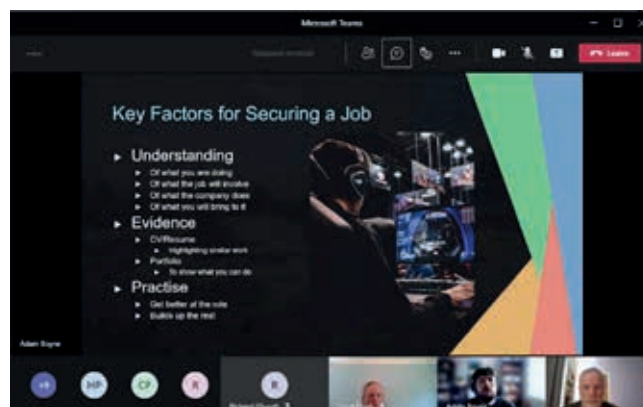 Microsoft Teams
Leave
Key Factors for Securing a Job
Understanding
Of what you are doing
Of what the job will involve
Of what the company does
Of what you will bring to it
Evidence
CV/Resume
Highlighting similar work
Portfolio
To show what you can do
Practise
Get better at the role
Builds up the rest
Adam
+9
MP
CP
R
R
Richard